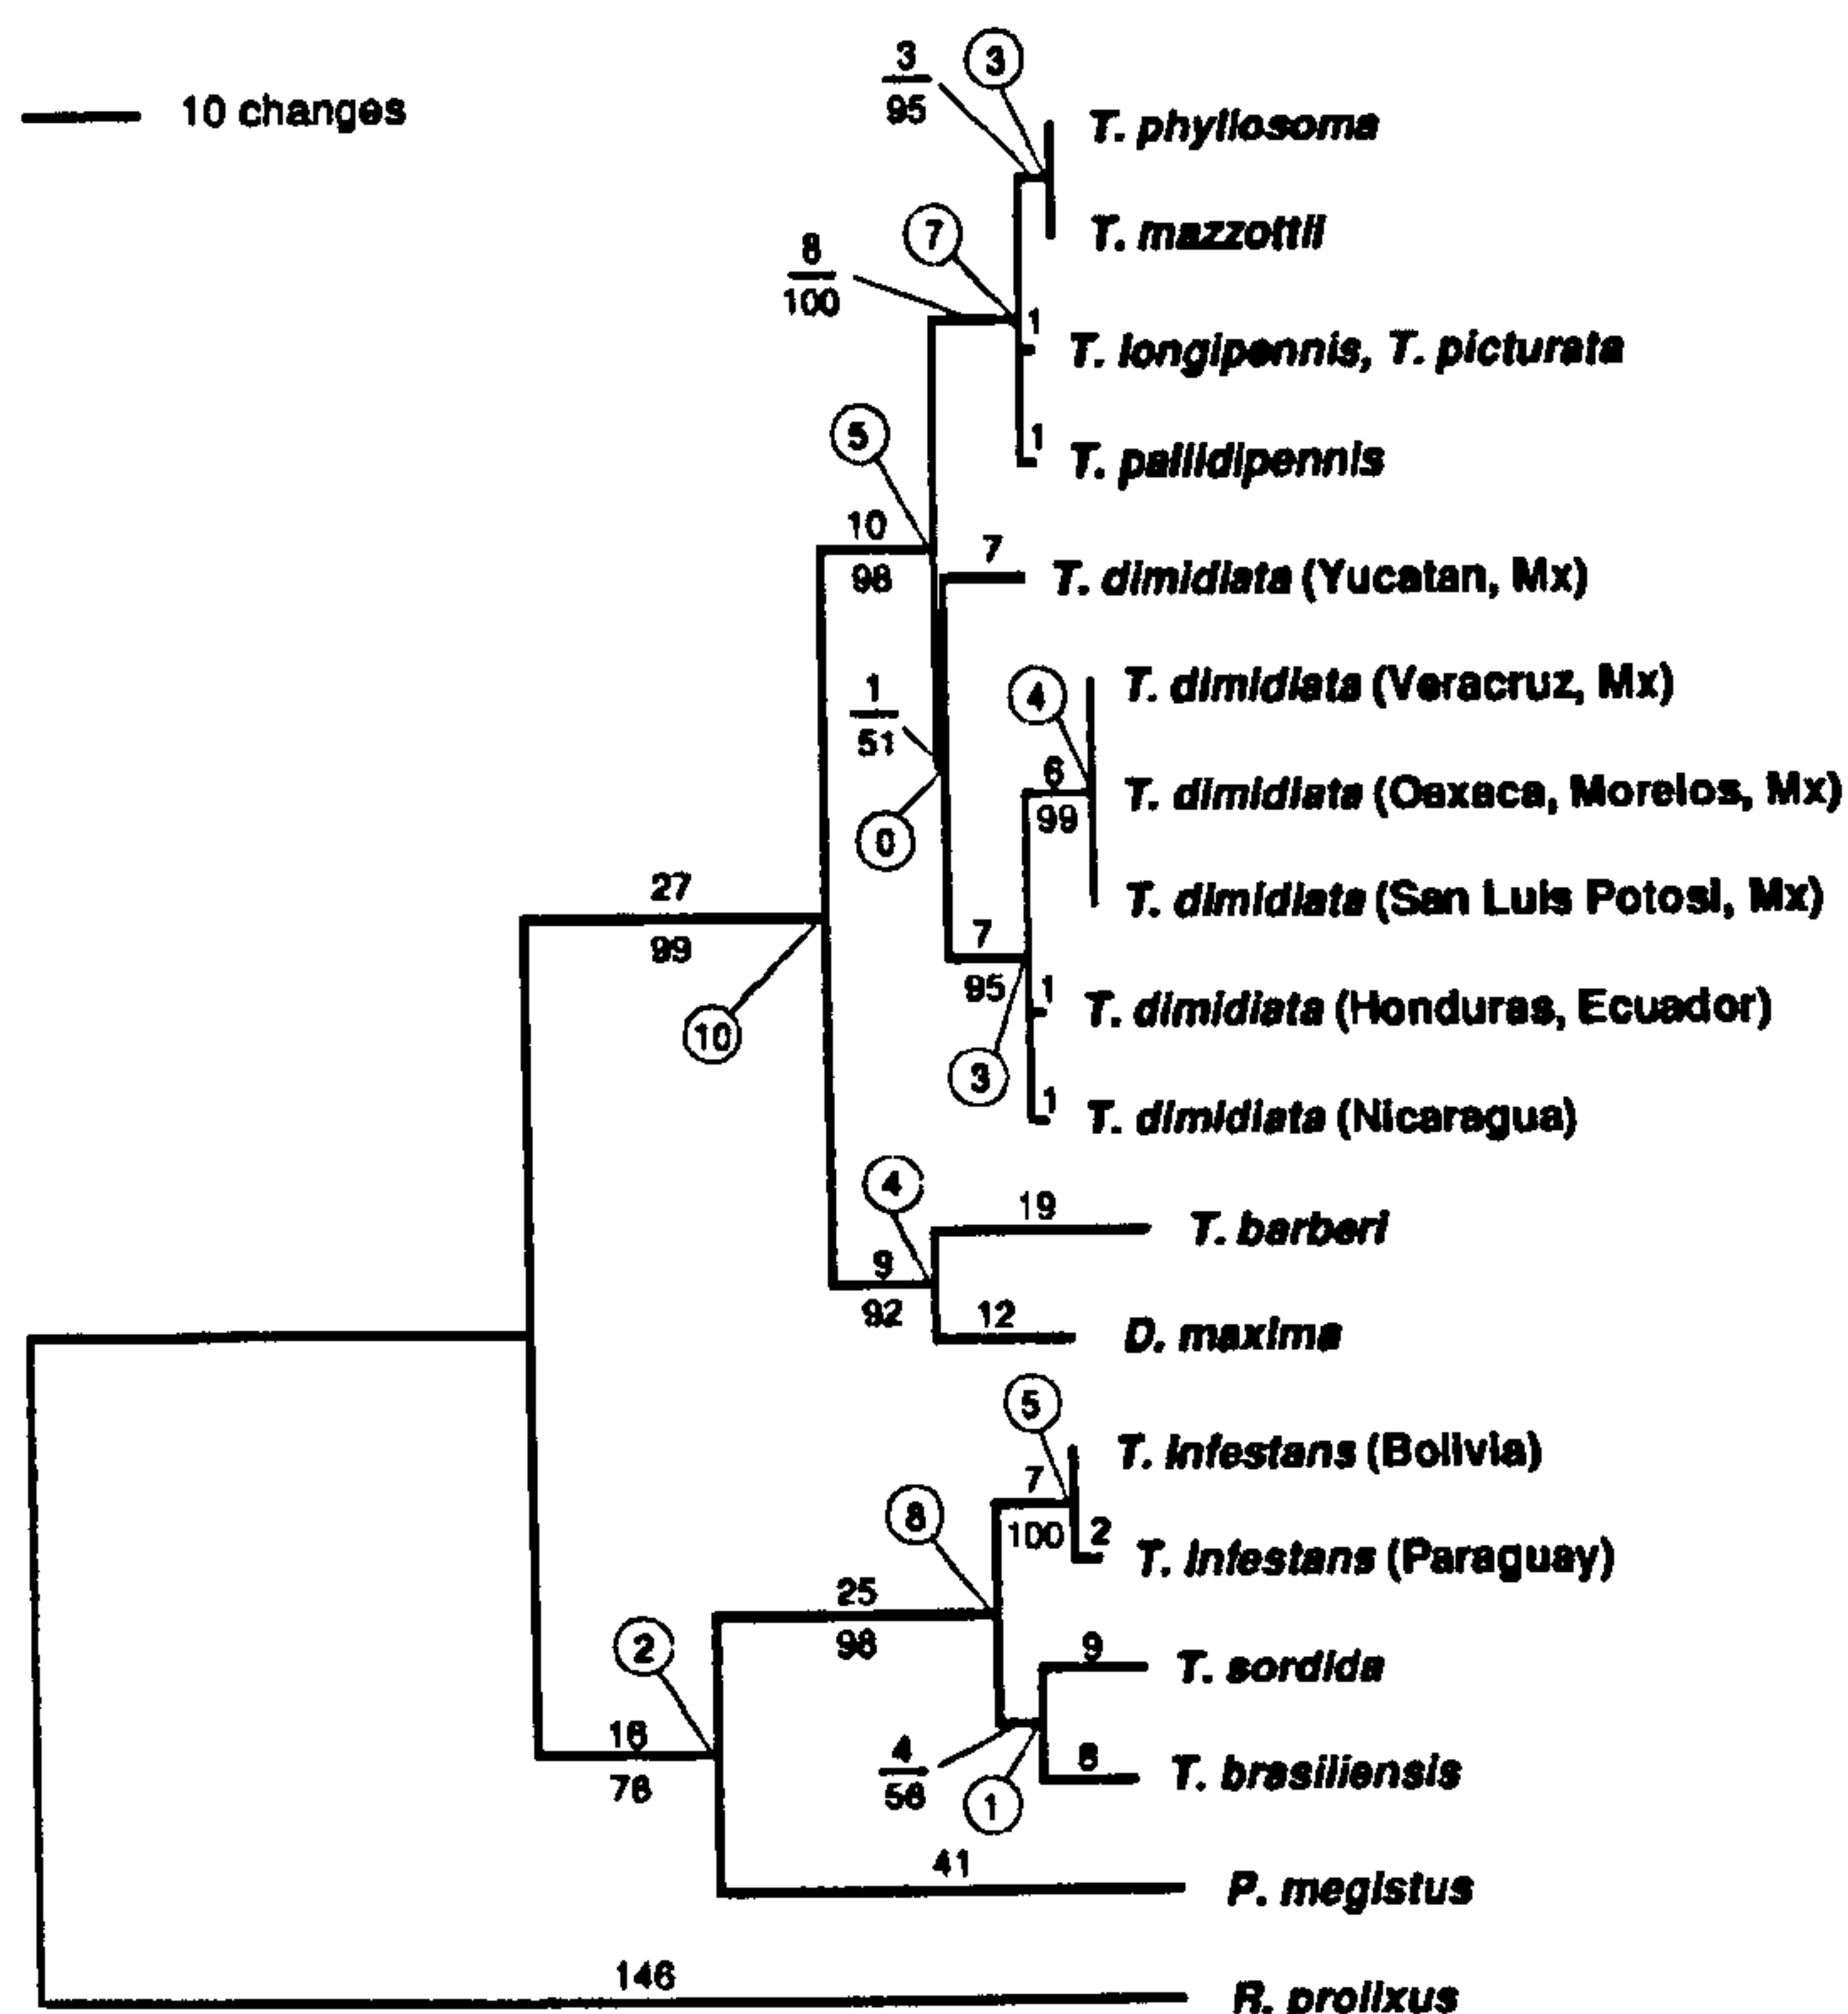 3
3
95
10 changes
T. phyllosoma
T. mazzottii
7
8
100
1
T. longipennis, T. picturata
5
1
T. pallidipennis
10
98
7
T. dimidiata (Yucatan, Mx)
1
51
4
T. dimidiata (Veracruz, Mx)
6
99
T. dimidiata (Oaxaca, Morelos, Mx)
0
27
99
T. dimidiata (San Luis Potosi, Mx)
7
95
1
T. dimidiata (Honduras, Ecuador)
10
3
1
T. dimidiata (Nicaragua)
4
19
T. barberi
9
92
12
D. maxima
5
T. infestans (Bolivia)
8
7
100
2
T. infestans (Paraguay)
25
98
2
9
T. sordida
16
76
4
56
1
8
T. brasiliensis
41
P. megistus
146
R. prolixus